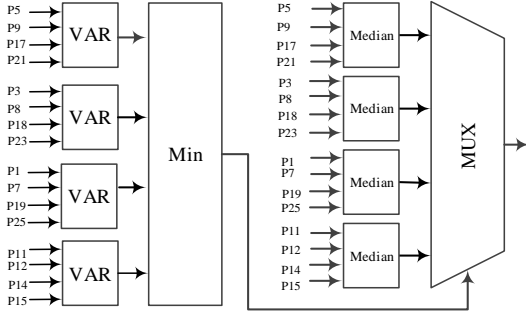 P5
P9
P17
P21
VAR
P3
P8
P18
P23
VAR
P1
P7
P19
P25
VAR
P11
P12
P14
P15
VAR
Min
P5
P9
P17
P21
Median
P3
P8
P18
P23
Median
P1
P7
P19
P25
Median
P11
P12
P14
P15
Median
MUX